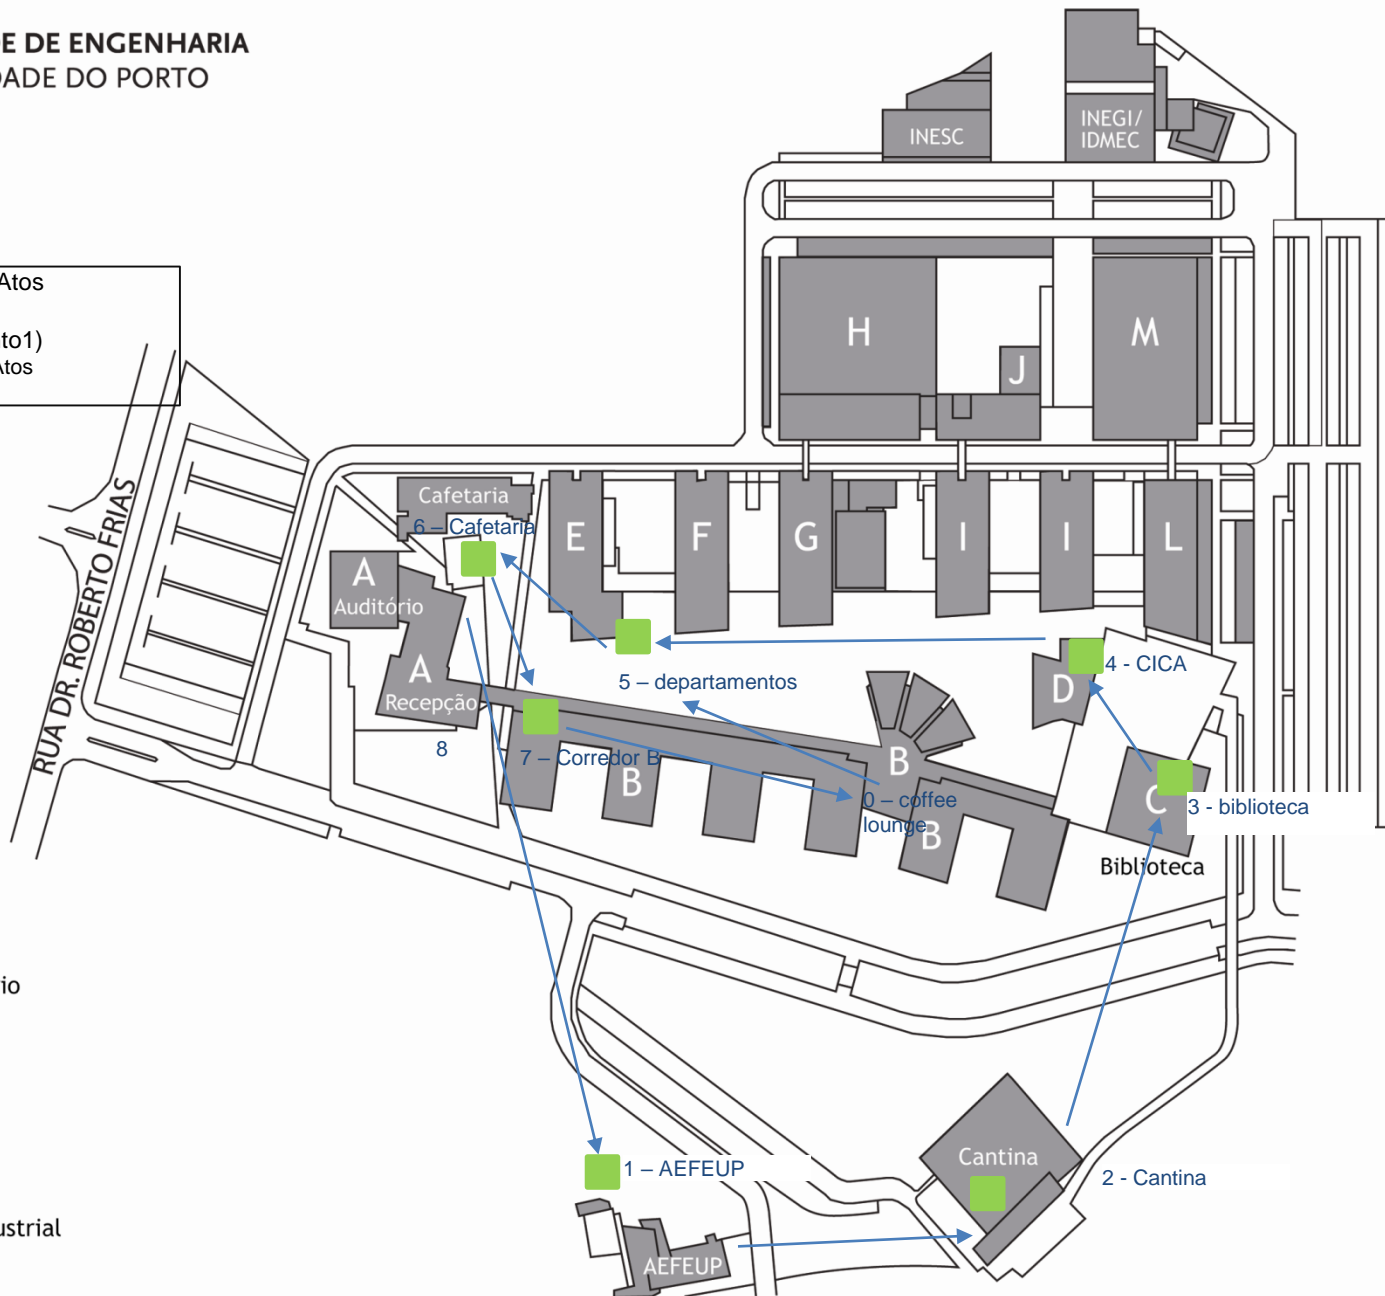 E DE ENGENHARIA
DADE DO PORTO
INESC
INEGI/
IDMEC
Atos
to1)
Atos
H
J
M
RUA DR. ROBERTO FRIAS
Cafetaria
6 – Cafetaria
E
F
G
I
I
L
A
Auditório
A
Recepção
8
5 – departamentos
4 - CICA
D
7 – Corredor B
B
B
0 – coffee
lounge
B
C
3 - biblioteca
Biblioteca
io
Cantina
2 - Cantina
1 – AEFEUP
ustrial
AEFEUP